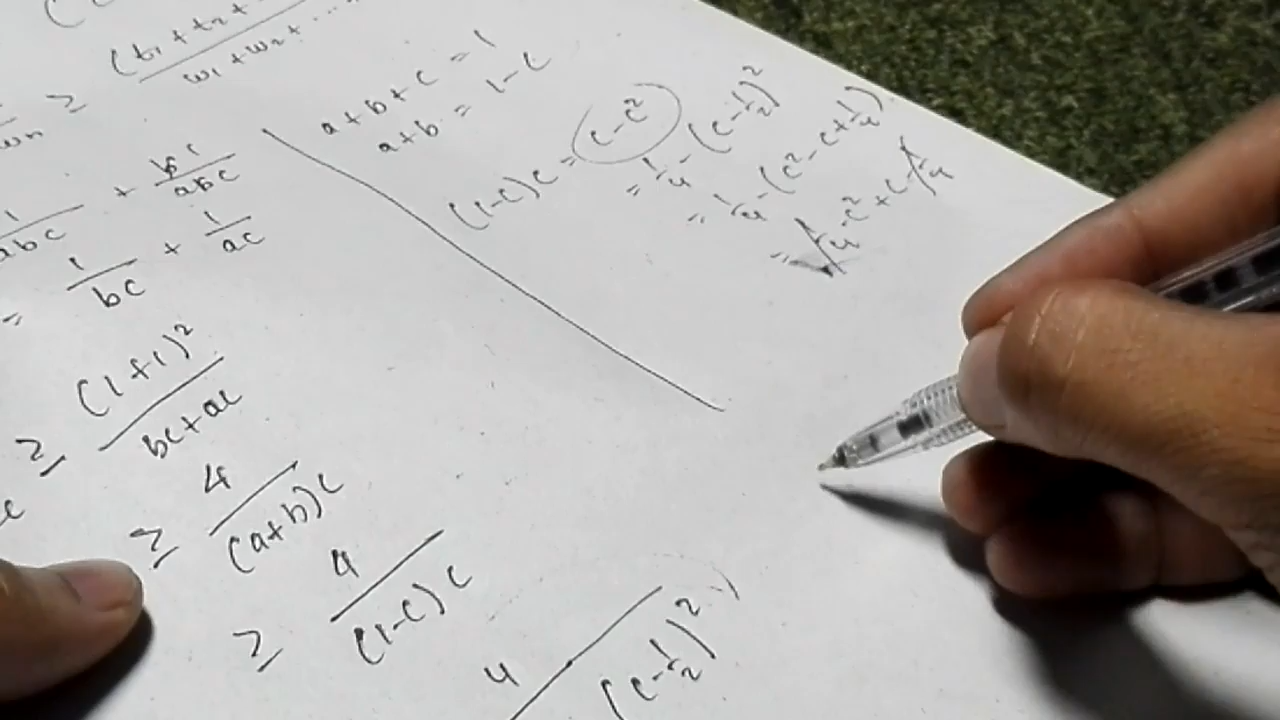 (t₁ + t₂ +
w₁ + w₂ + ....
wn ≥
1/abc + bc/abc
= 1/bc + 1/ac
≥ (1+1)²/bc+ac
≥ 4/(a+b)c
≥ 4/(1-c)c
4
(c-1/2)²)
a+b+c = 1
a+b = 1-c
(1-c)c = c-c²
= 1/4 - (c-1/2)²
= 1/4 - (c²-c+1/4)
= 1/4 - c² + c - 1/4